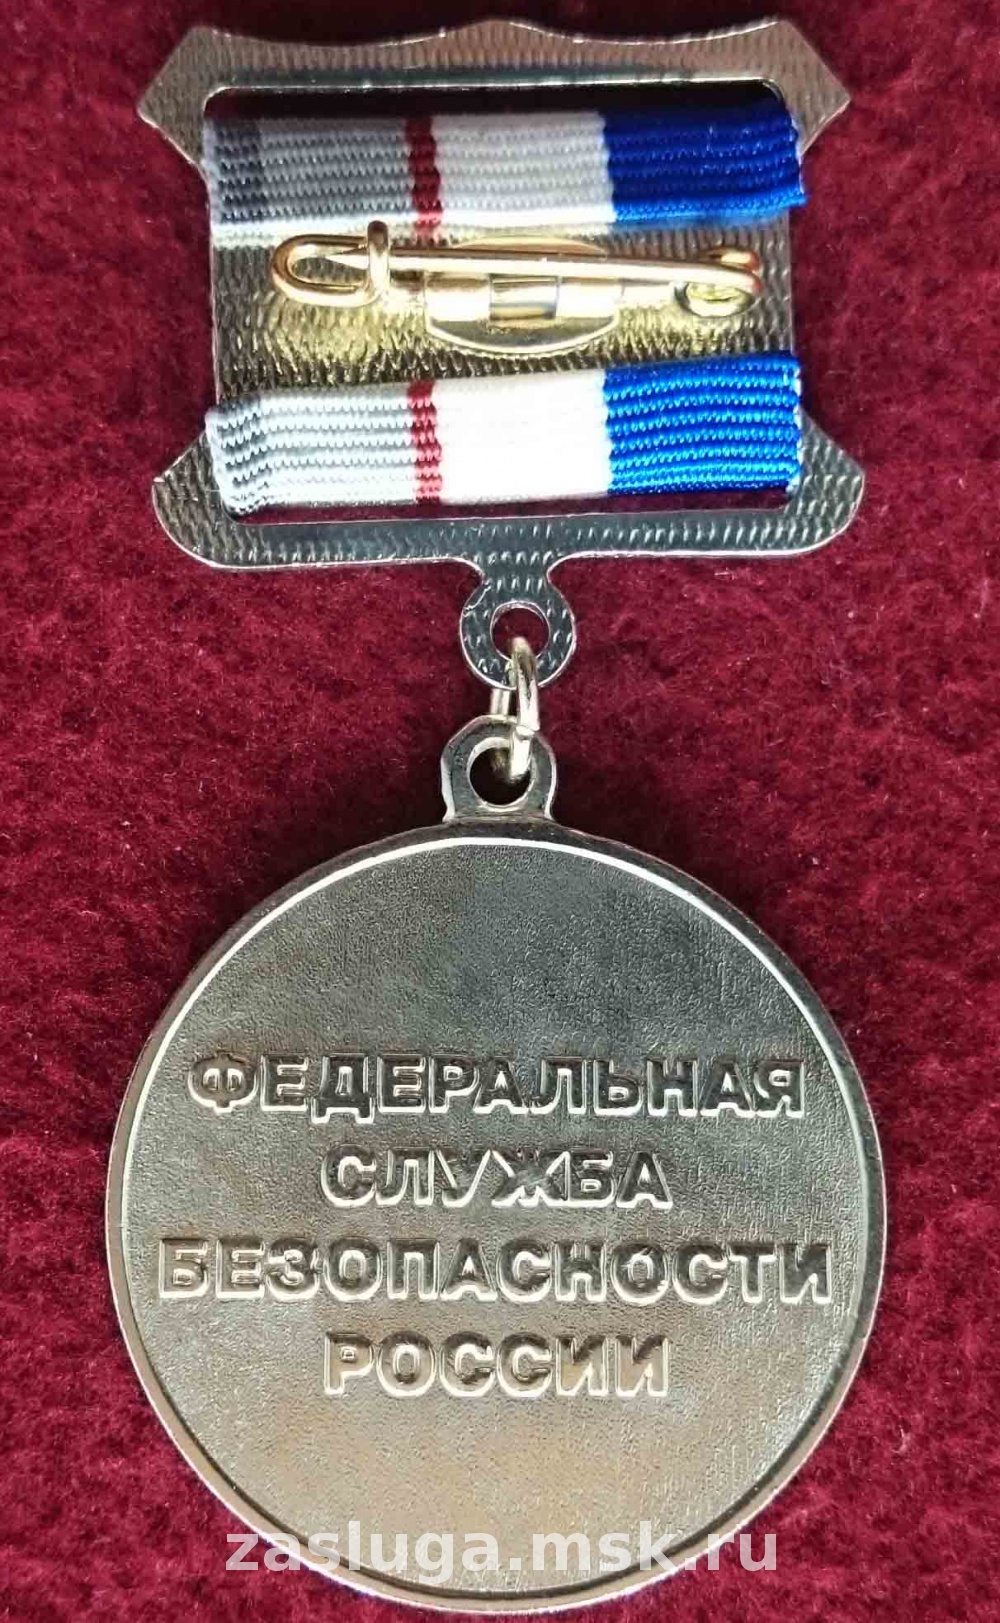 ФЕДЕРАЛЬНАЯ
СЛУЖБА
БЕЗОПАСНОСТИ
РОССИИ
zasluga.msk.ru